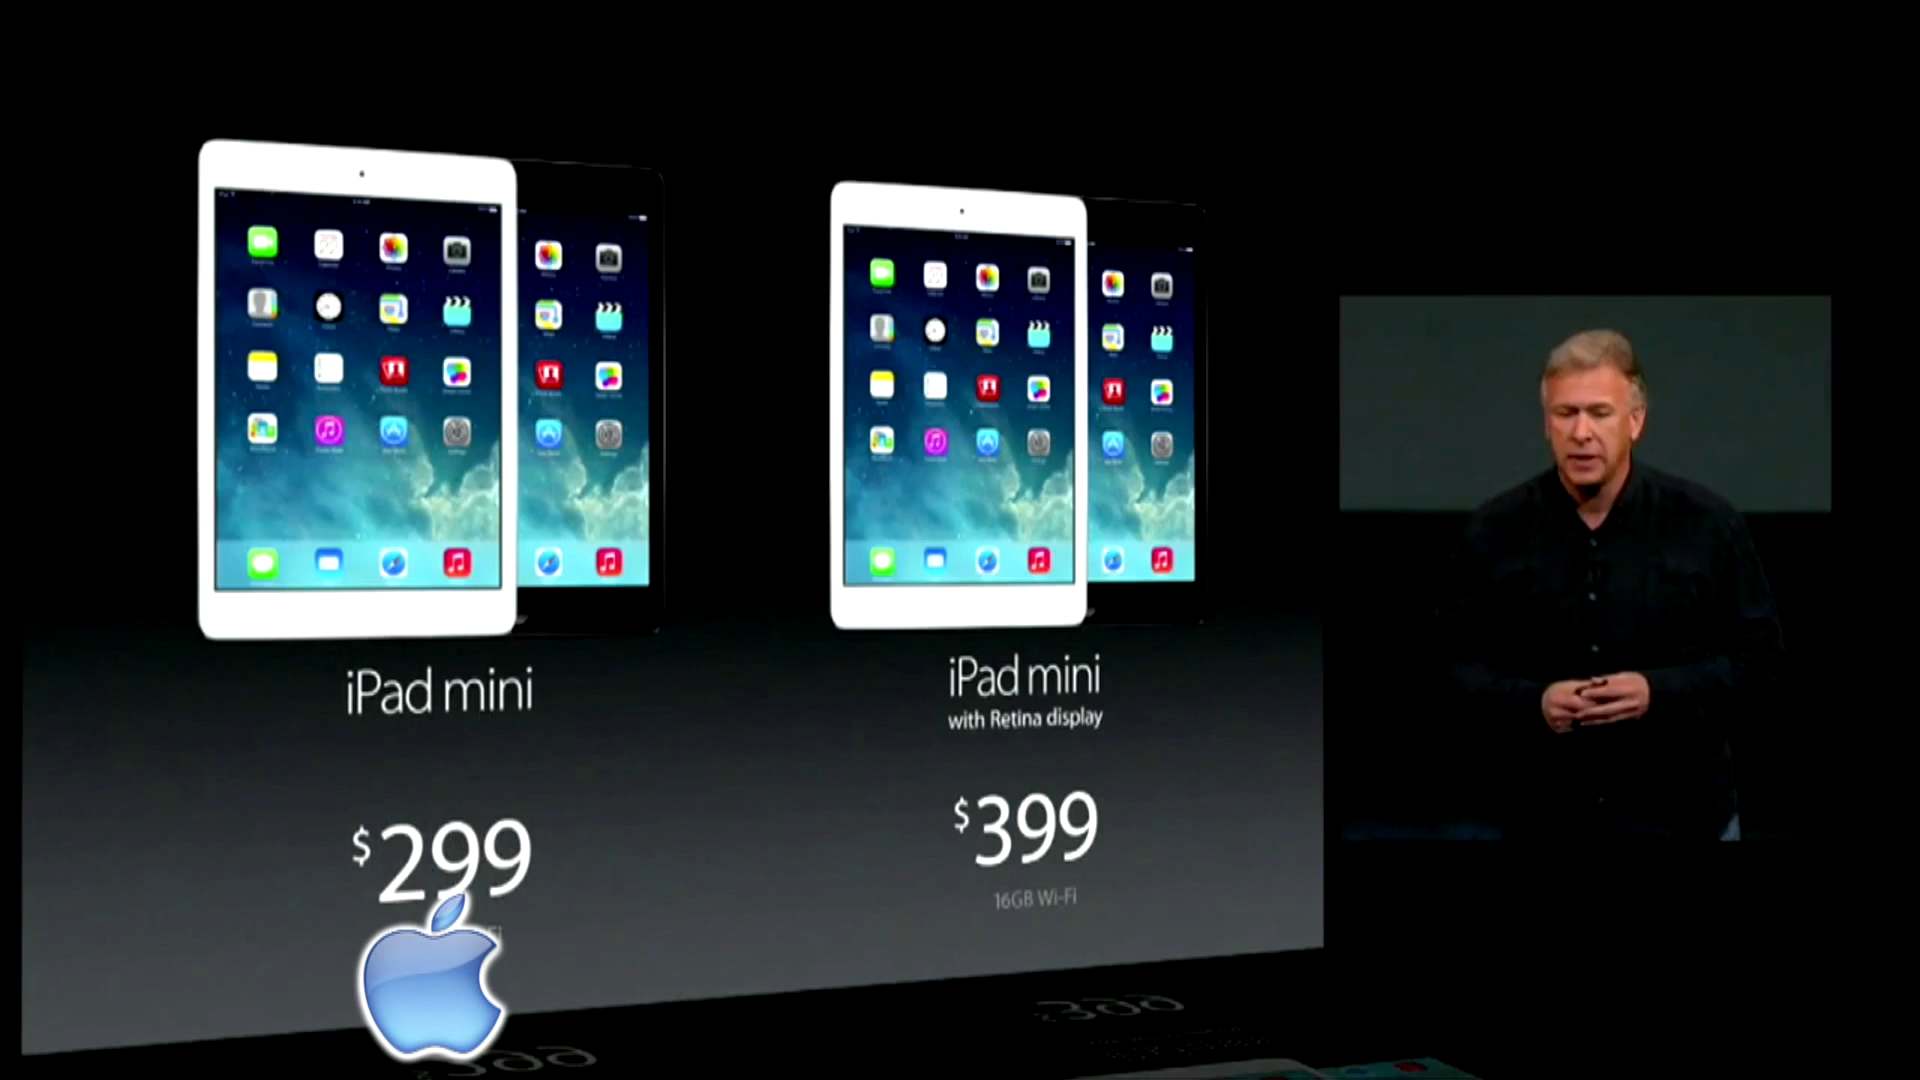 iPad mini
$299
iPad mini
with Retina display
$399
16GB Wi-Fi